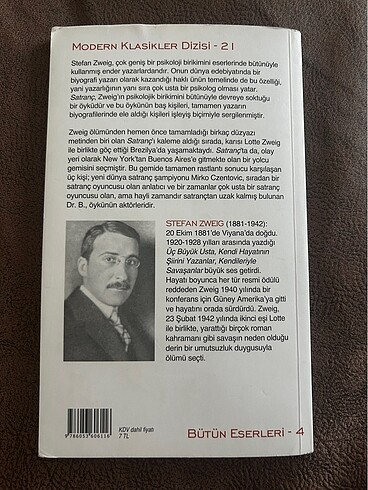 MODERN KLASİKLER DİZİSİ - 21
Stefan Zweig, çok geniş bir psikoloji birikimini eserlerinde bütünüyle
kullanmış ender yazarlardandır. Onun dünya edebiyatında bir
biyografi yazarı olarak kazandığı haklı ünün temelinde de bu özelliği,
yani yazarlığının yanı sıra çok usta bir psikolog olması yatar.
Satranç, Zweig'ın psikolojik birikimini bütünüyle devreye soktuğu
bir öyküdür ve bu öykünün baş kişileri, tamamen yazarın
biyografilerinde ele aldığı kişileri işleyiş biçimiyle sergilenmiştir.
Zweig ölümünden hemen önce tamamladığı birkaç düzyazı
metinden biri olan Satranç'ı kaleme aldığı sırada, karısı Lotte Zweig
ile birlikte göç ettiği Brezilya'da yaşamaktaydı. Satranç'ta da, olay
yeri olarak New York'tan Buenos Aires'e gitmekte olan bir yolcu
gemisini seçmiştir. Bu gemide tamamen rastlantı sonucu karşılaşan
üç kişi; yeni dünya satranç şampiyonu Mirko Czentovic, sıradan bir
satranç oyuncusu olan anlatıcı ve bir zamanlar çok usta bir satranç
oyuncusu olan, ama hayli zamandır satrançtan uzak kalmış bulunan
Dr. B., öykünün aktörleridir.
STEFAN ZWEIG (1881-1942):
20 Ekim 1881'de Viyana'da doğdu.
1920-1928 yılları arasında yazdığı
Üç Büyük Usta, Kendi Hayatının
Şiirini Yazanlar, Kendileriyle
Savaşanlar büyük ses getirdi.
Hayatı boyunca her tür resmi ödülü
reddeden Zweig 1940 yılında bir
konferans için Güney Amerika'ya gitti
ve hayatını orada sürdürdü. Zweig,
23 Şubat 1942 yılında ikinci eşi Lotte
ile birlikte, yarattığı birçok roman
kahramanı gibi savaşın neden olduğu
derin bir umutsuzluk duygusuyla
ölümü seçti.
KDV dahil fiyatı
7 TL
9 786053 606116
BÜTÜN ESERLERİ - 4